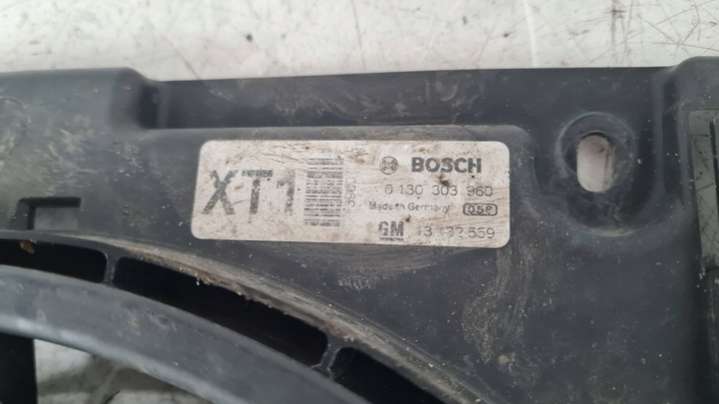 XT1
BOSCH
0 130 303 960
Made in Germany
GM